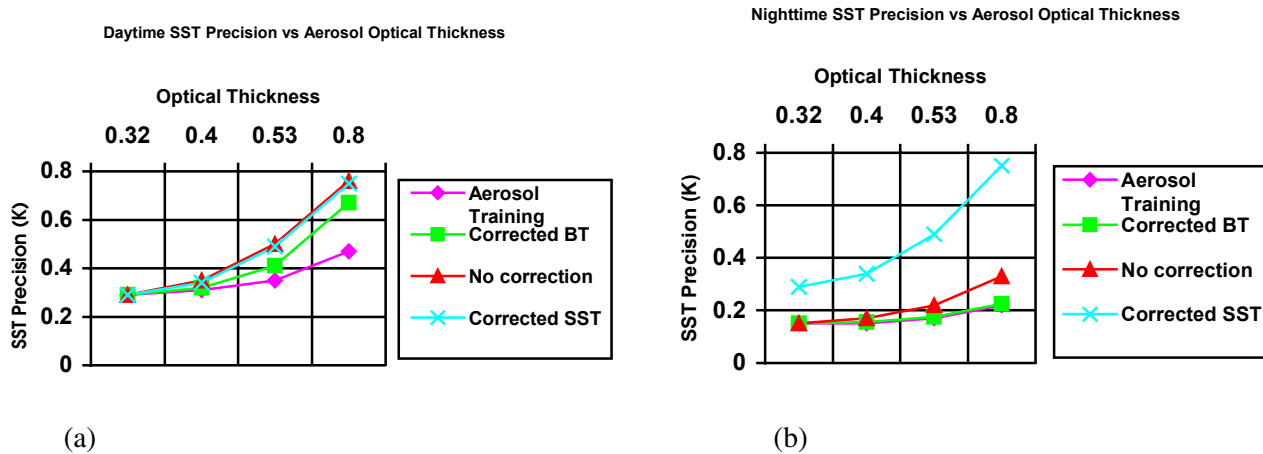 Daytime SST Precision vs Aerosol Optical Thickness
Optical Thickness
0.32 0.4 0.53 0.8
0.8
0.6
0.4
0.2
0
SST Precision (K)
Aerosol
Training
Corrected BT
No correction
Corrected SST
(a)
Nighttime SST Precision vs Aerosol Optical Thickness
Optical Thickness
0.32 0.4 0.53 0.8
0.8
0.6
0.4
0.2
0
SST Precision (K)
Aerosol
Training
Corrected BT
No correction
Corrected SST
(b)